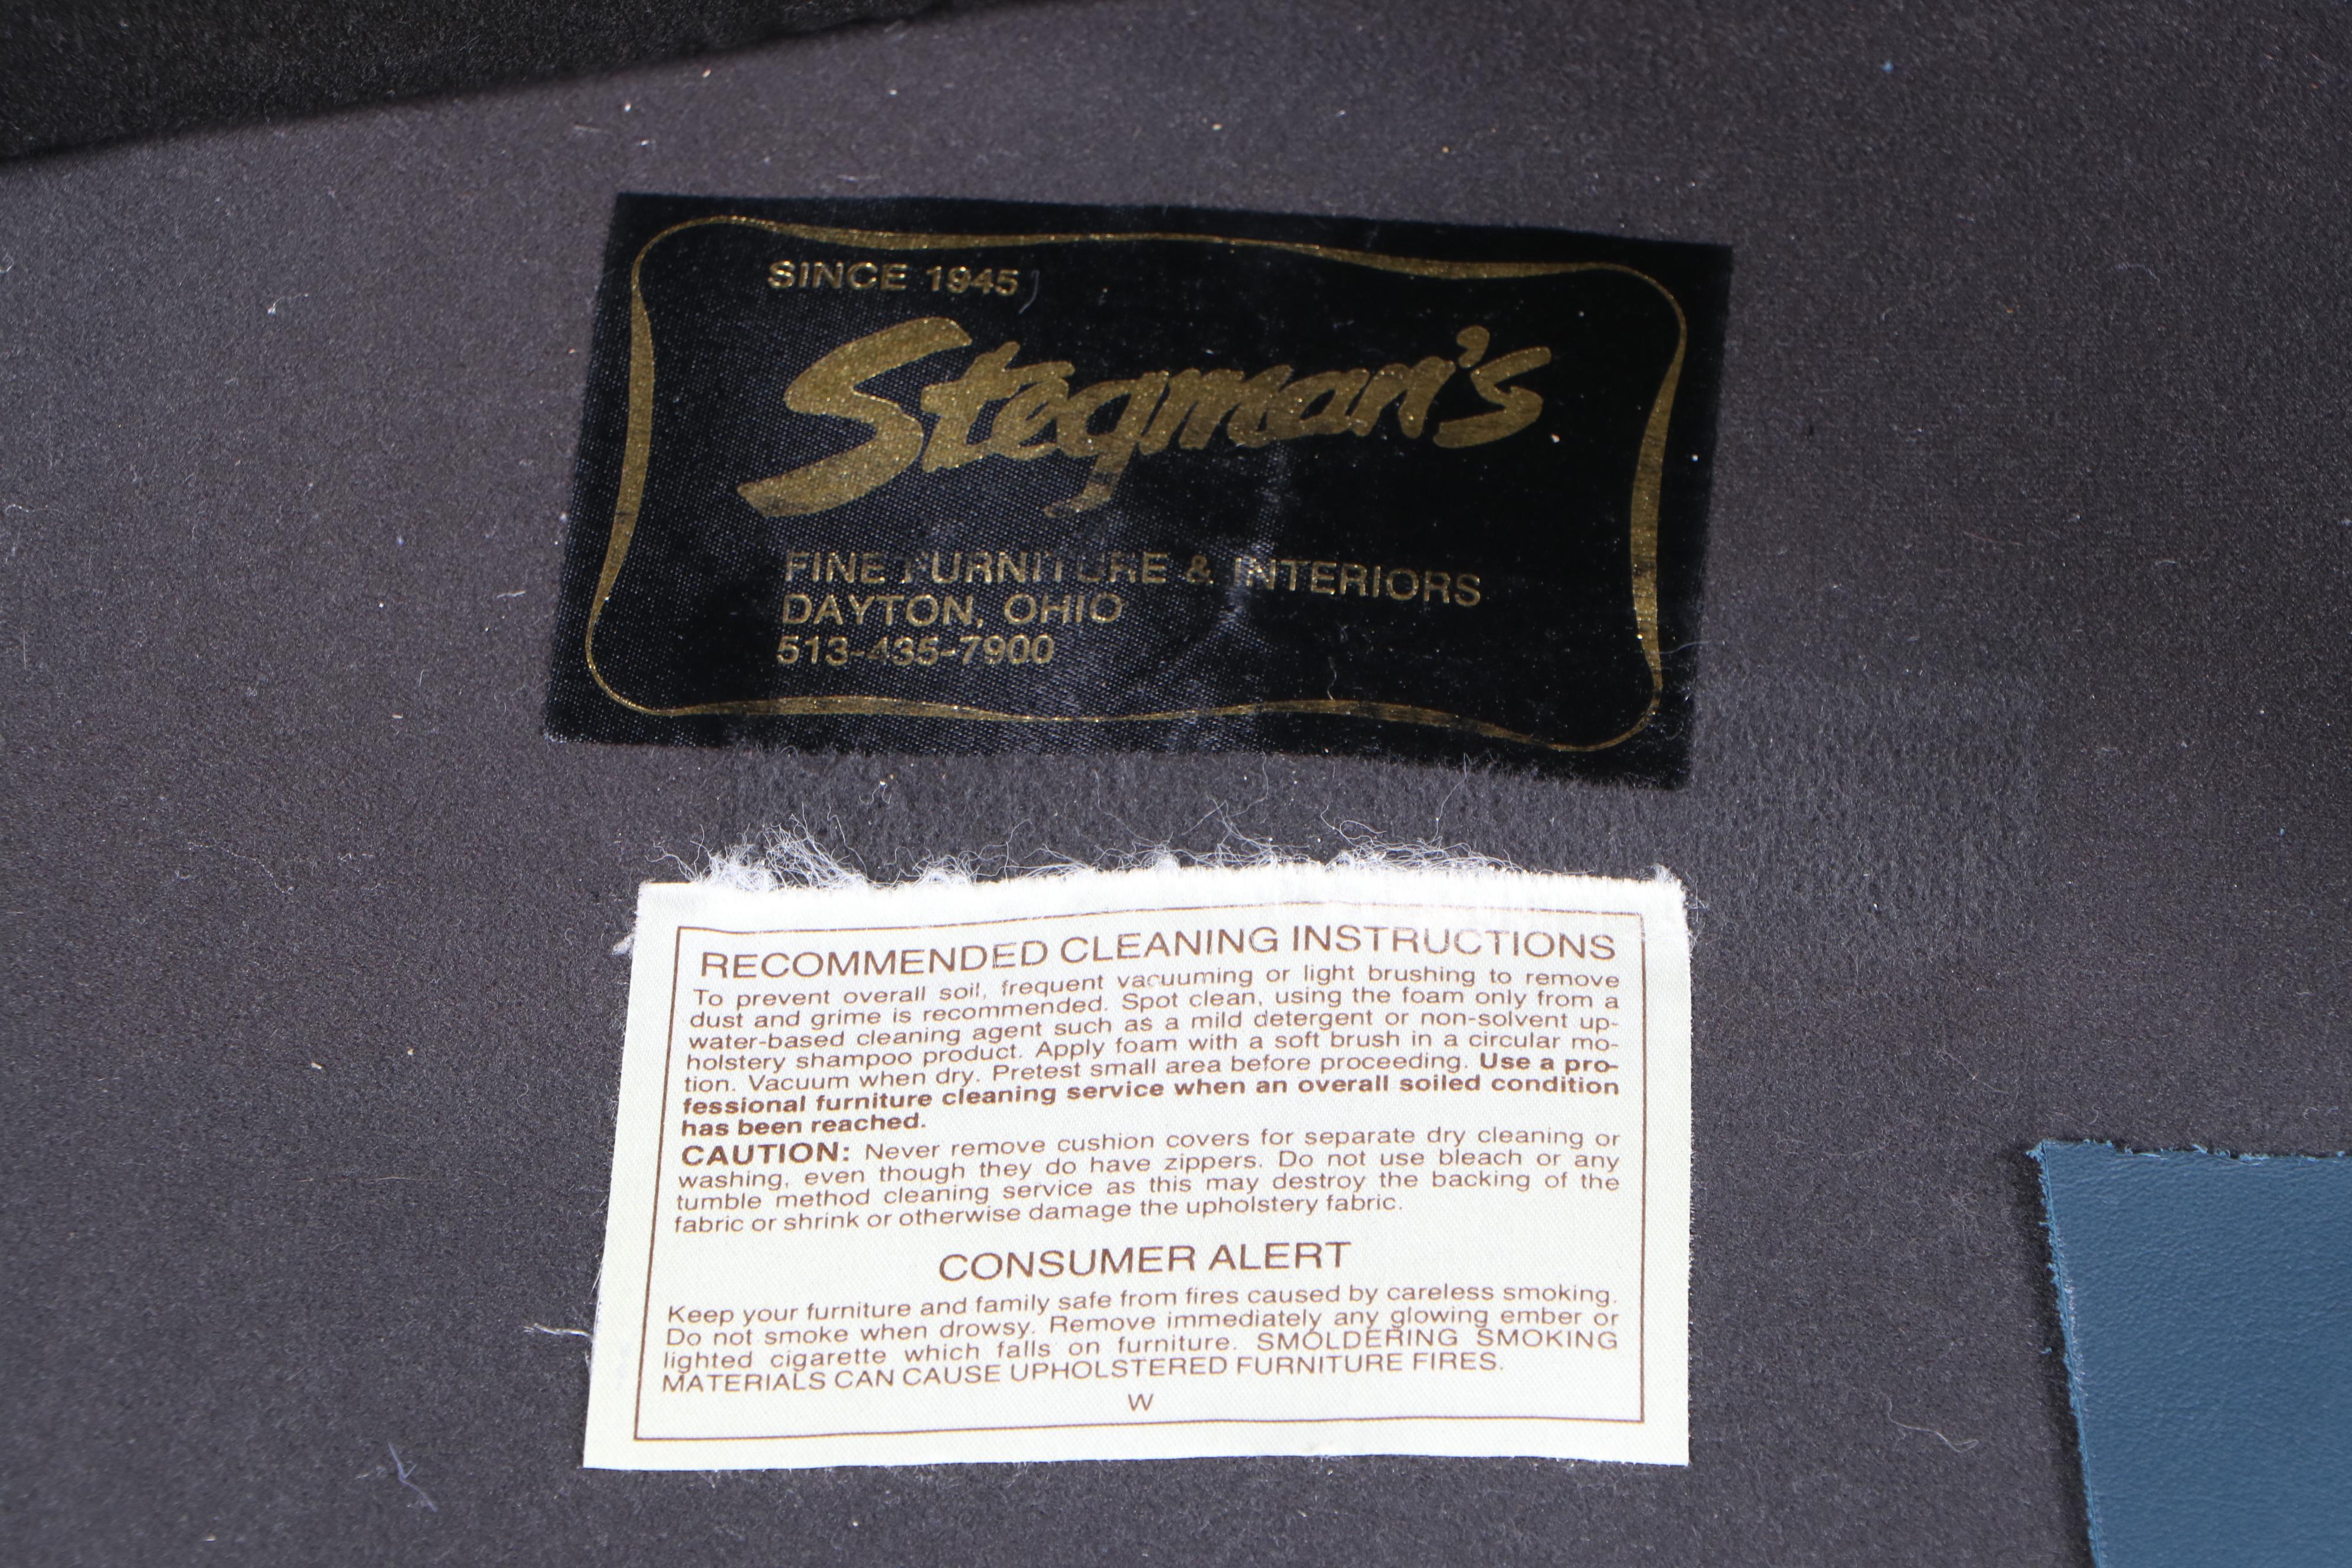 SINCE 1945
Stegman's
FINE FURNITURE & INTERIORS
DAYTON, OHIO
513-435-7900
RECOMMENDED CLEANING INSTRUCTIONS
To prevent overall soil, frequent vacuuming or light brushing to remove
dust and grime is recommended. Spot clean, using the foam only from a
water-based cleaning agent such as a mild detergent or non-solvent up-
holstery shampoo product. Apply foam with a soft brush in a circular mo-
tion. Vacuum when dry. Pretest small area before proceeding. Use a pro-
fessional furniture cleaning service when an overall soiled condition
has been reached.
CAUTION: Never remove cushion covers for separate dry cleaning or
washing, even though they do have zippers. Do not use bleach or any
tumble method cleaning service as this may destroy the backing of the
fabric or shrink or otherwise damage the upholstery fabric.
CONSUMER ALERT
Keep your furniture and family safe from fires caused by careless smoking.
Do not smoke when drowsy. Remove immediately any glowing ember or
lighted cigarette which falls on furniture. SMOLDERING SMOKING
MATERIALS CAN CAUSE UPHOLSTERED FURNITURE FIRES.
W